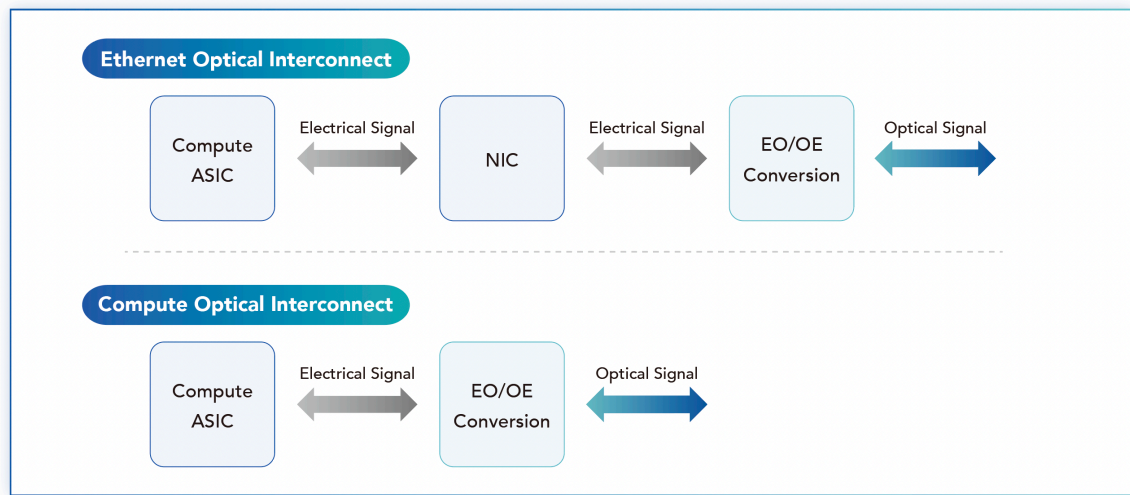 Ethernet Optical Interconnect
Compute
ASIC
Electrical Signal
NIC
Electrical Signal
EO/OE
Conversion
Optical Signal
Compute Optical Interconnect
Compute
ASIC
Electrical Signal
EO/OE
Conversion
Optical Signal